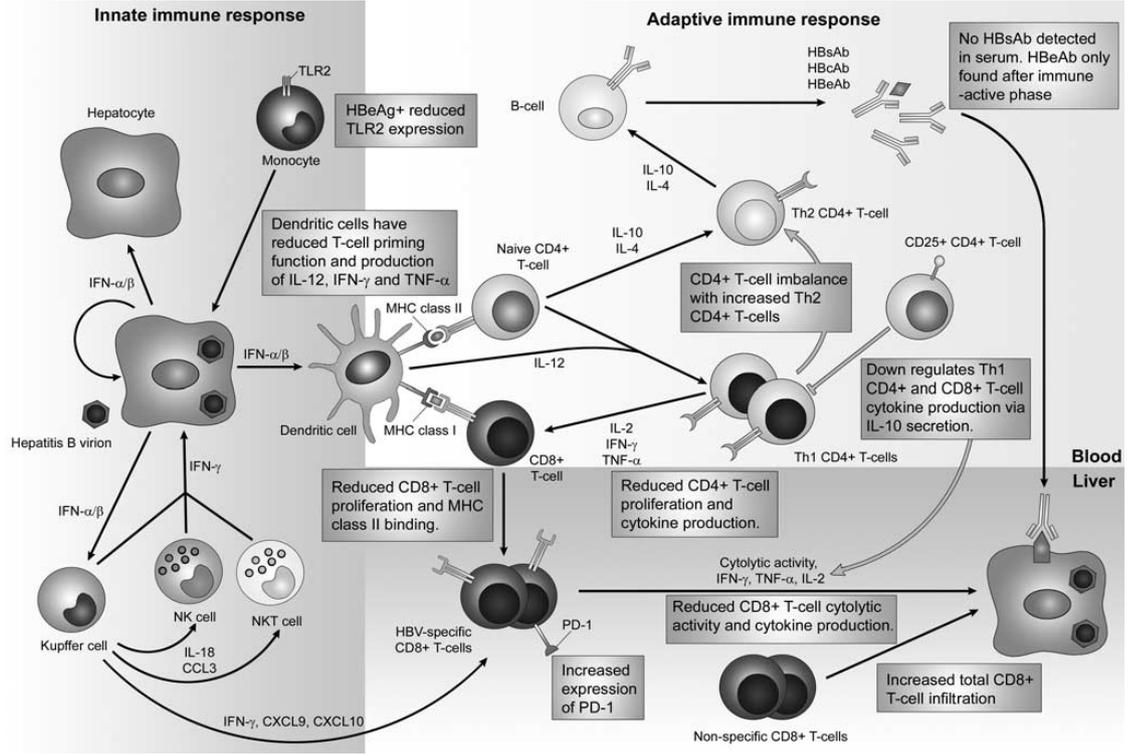 Innate immune response
Adaptive immune response
TLR2
Monocyte
HBeAg+ reduced
TLR2 expression
Hepatocyte
B-cell
HBsAb
HBcAb
HBeAb
No HBsAb detected
in serum. HBeAb only
found after immune
-active phase
IL-10
IL-4
Th2 CD4+ T-cell
Dendritic cells have
reduced T-cell priming
function and production
of IL-12, IFN-γ and TNF-α
Naive CD4+
T-cell
IL-10
IL-4
CD25+ CD4+ T-cell
CD4+ T-cell imbalance
with increased Th2
CD4+ T-cells
IFN-α/β
MHC class II
IFN-α/β
IL-12
Hepatitis B virion
Dendritic cell
MHC class I
CD8+
T-cell
IL-2
IFN-γ
TNF-α
Th1 CD4+ T-cells
Down regulates Th1
CD4+ and CD8+ T-cell
cytokine production via
IL-10 secretion.
Blood
Liver
IFN-γ
IFN-α/β
Reduced CD8+ T-cell
proliferation and MHC
class II binding.
Reduced CD4+ T-cell
proliferation and
cytokine production.
Kupffer cell
NK cell
NKT cell
IL-18
CCL3
IFN-γ, CXCL9, CXCL10
HBV-specific
CD8+ T-cells
PD-1
Increased
expression
of PD-1
Cytolytic activity,
IFN-γ, TNF-α, IL-2
Reduced CD8+ T-cell cytolytic
activity and cytokine production.
Increased total CD8+
T-cell infiltration
Non-specific CD8+ T-cells